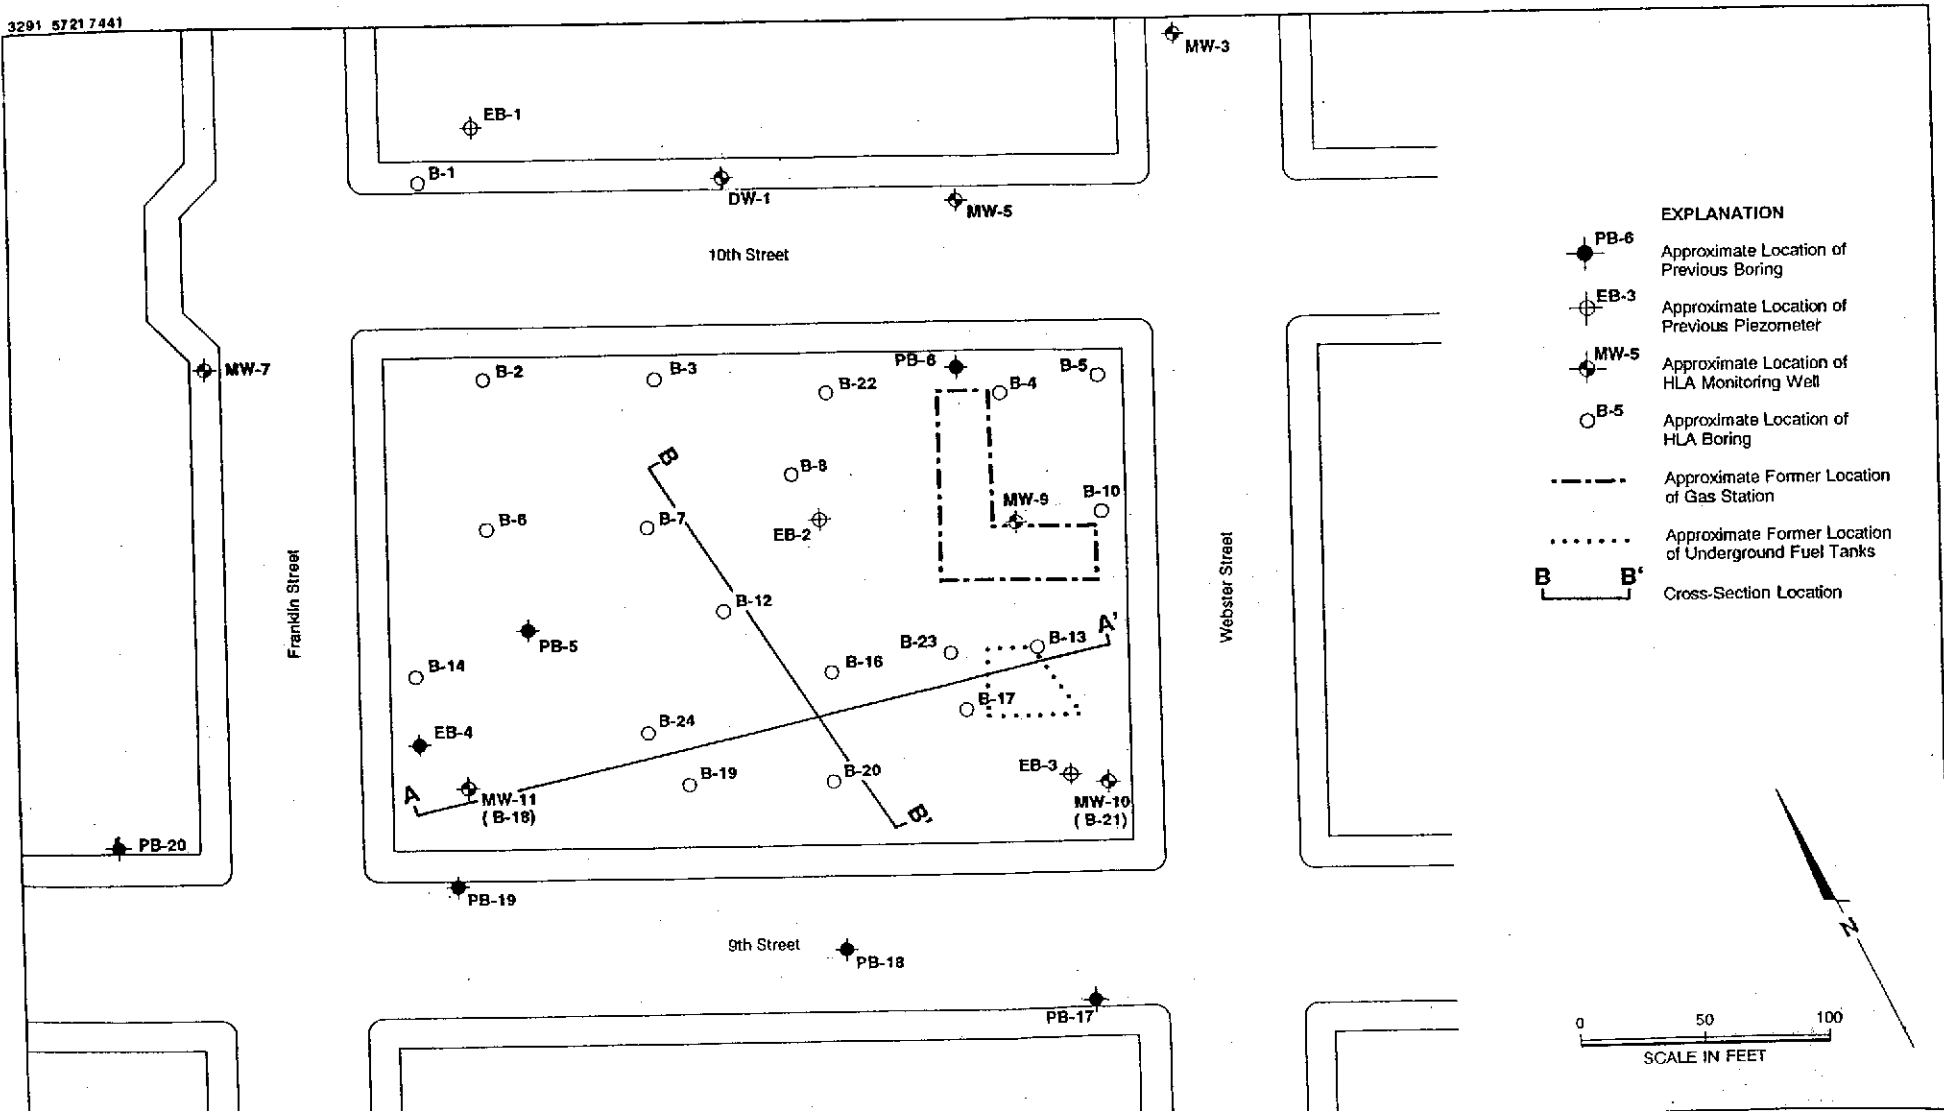 3291 5721 7441
MW-3
EB-1
B-1
DW-1
MW-5
10th Street
EXPLANATION
PB-6
Approximate Location of
Previous Boring
EB-3
Approximate Location of
Previous Piezometer
MW-5
Approximate Location of
HLA Monitoring Well
B-5
Approximate Location of
HLA Boring
Approximate Former Location
of Gas Station
Approximate Former Location
of Underground Fuel Tanks
B B'
Cross-Section Location
MW-7
B-2
B-3
B-22
PB-6
B-4
B-5
B
B-8
B-6
B-7
EB-2
MW-9
B-10
Franklin Street
Webster Street
B-12
PB-5
B-14
B-16
B-23
B-13
A'
B-17
B-24
EB-4
B-19
B-20
EB-3
A
MW-11
(B-18)
B'
MW-10
(B-21)
PB-20
PB-19
9th Street
PB-18
PB-17
N
0 50 100
SCALE IN FEET